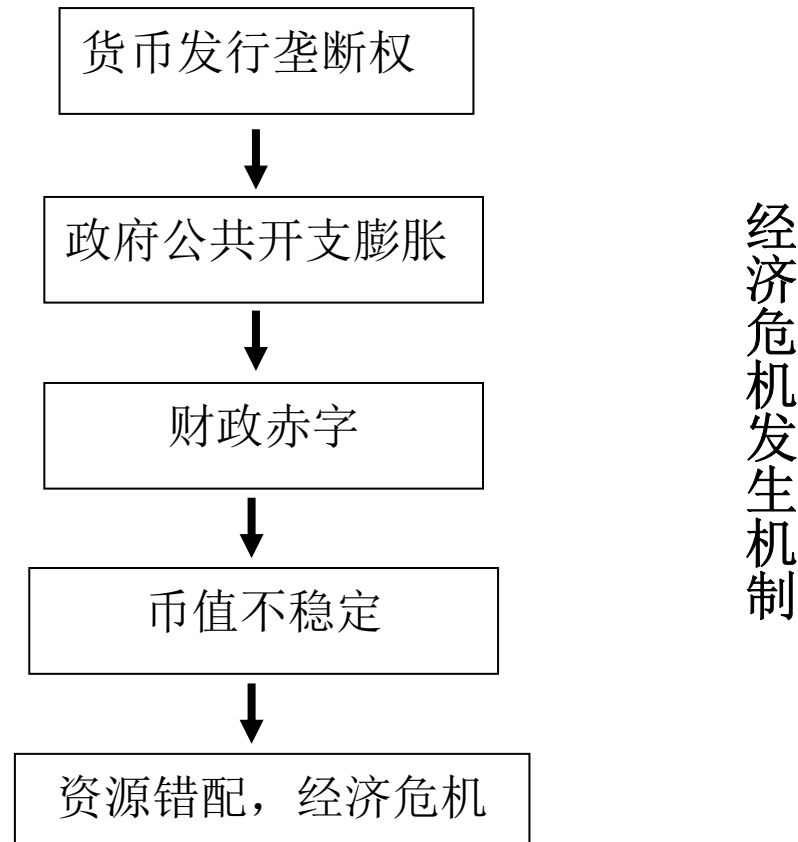 货币发行垄断权
政府公共开支膨胀
财政赤字
币值不稳定
资源错配，经济危机
经济危机发生机制